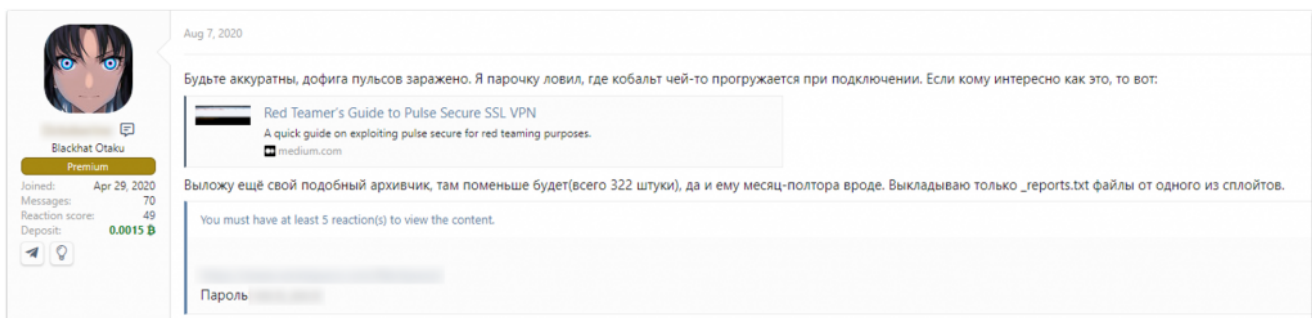 Aug 7, 2020
Будьте аккуратны, дофига пульсов заражено. Я парочку ловил, где кобальт чей-то прогружается при подключении. Если кому интересно как это, то вот:
Red Teamer's Guide to Pulse Secure SSL VPN
A quick guide on exploiting pulse secure for red teaming purposes.
medium.com
Blackhat Otaku
Premium
Joined: Apr 29, 2020
Messages: 70
Reaction score: 49
Deposit: 0.0015 ₿
Выложу ещё свой подобный архивчик, там поменьше будет(всего 322 штуки), да и ему месяц-полтора вроде. Выкладываю только _reports.txt файлы от одного из сплойтов.
You must have at least 5 reaction(s) to view the content.
Пароль